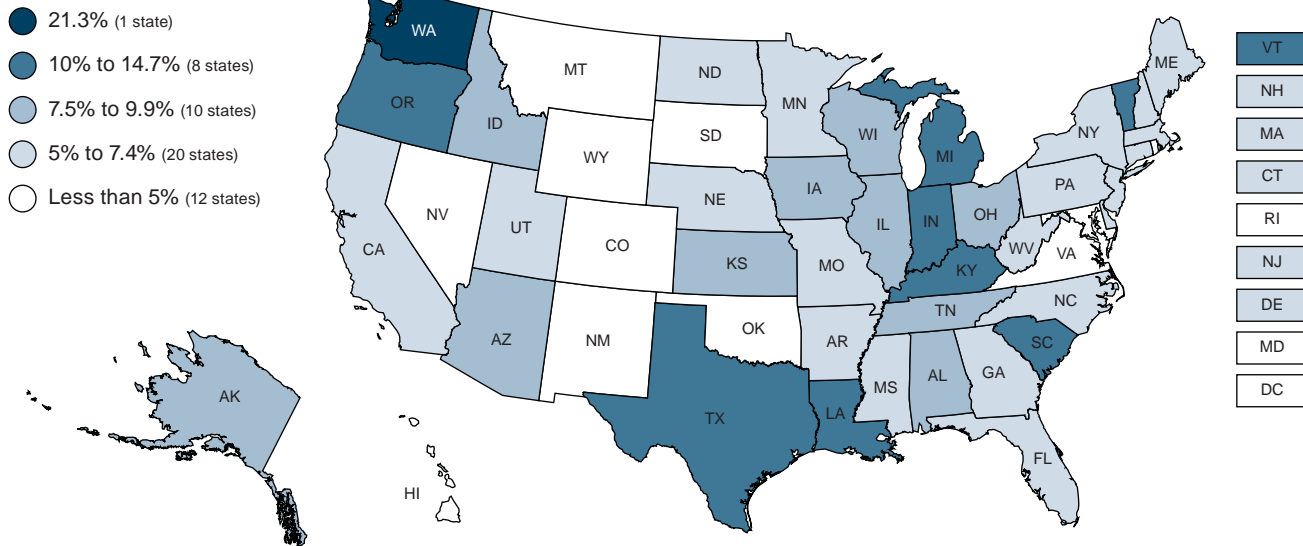 21.3% (1 state)
10% to 14.7% (8 states)
7.5% to 9.9% (10 states)
5% to 7.4% (20 states)
Less than 5% (12 states)
WA
MT
ND
MN
ME
VT
NH
MA
CT
RI
NJ
DE
MD
DC
OR
ID
SD
WI
MI
NY
WY
NE
IA
PA
NV
UT
CO
KS
IL
IN
OH
WV
VA
CA
MO
KY
NC
AZ
NM
OK
AR
TN
SC
AK
TX
LA
MS
AL
GA
HI
FL